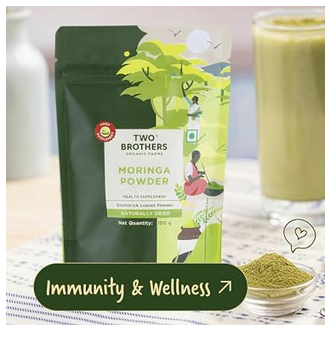 TWO
BROTHERS
ORGANIC FARMS
MORINGA
POWDER
HEALTH SUPPLEMENT
Drumstick Leaves Powder
NATURALLY DRIED
Net Quantity: 100 g
Immunity & Wellness